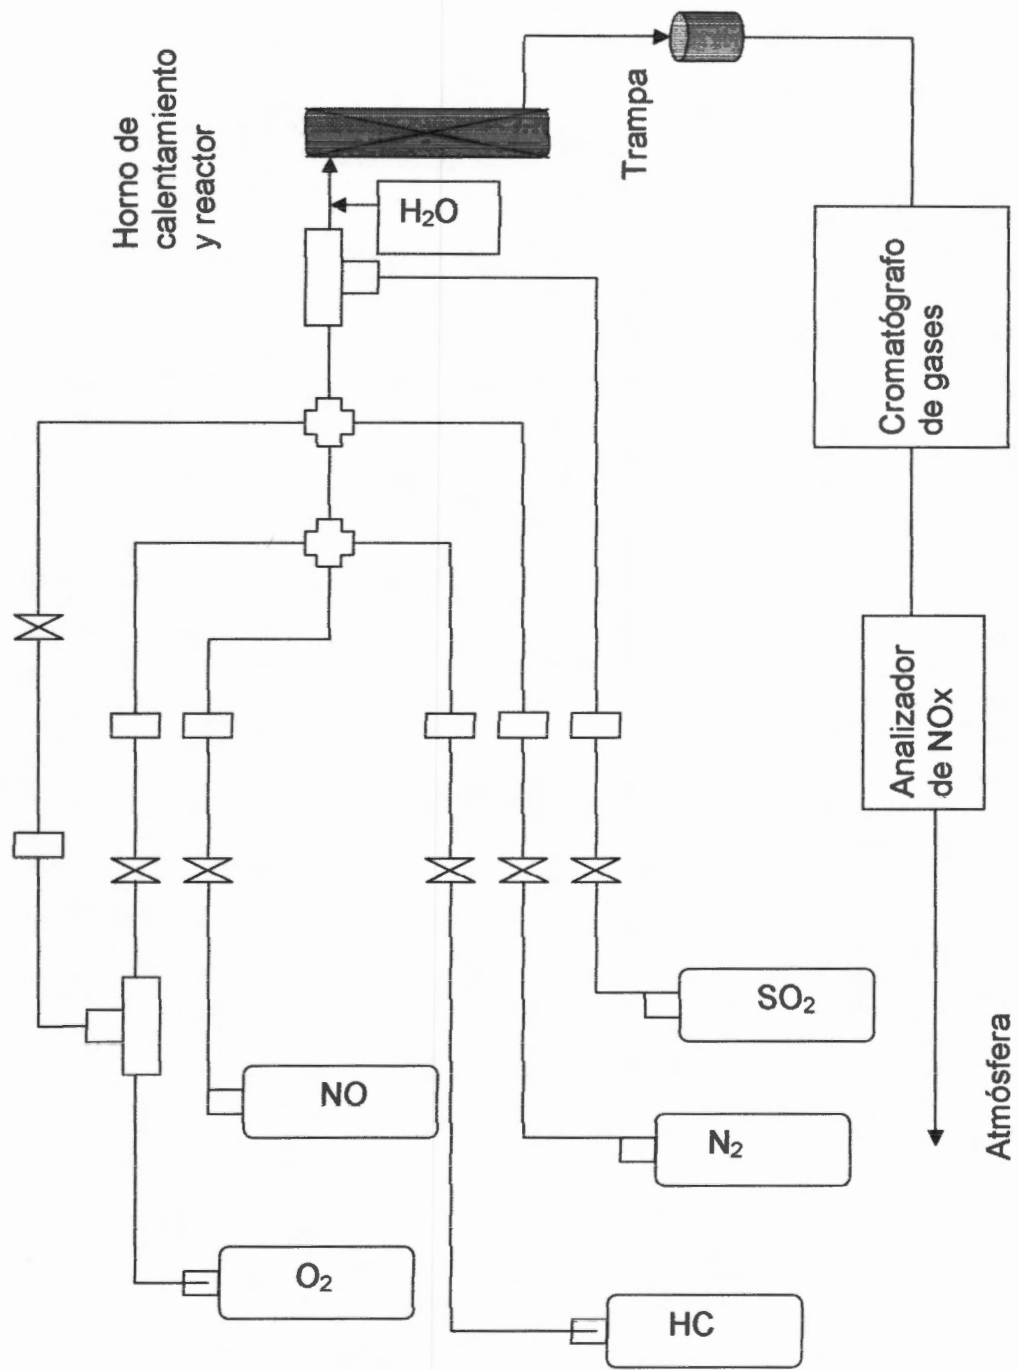 Horno de
calentamiento
y reactor
H₂O
Trampa
Cromatógrafo
de gases
Analizador
de NOx
Atmósfera
SO₂
N₂
NO
HC
O₂